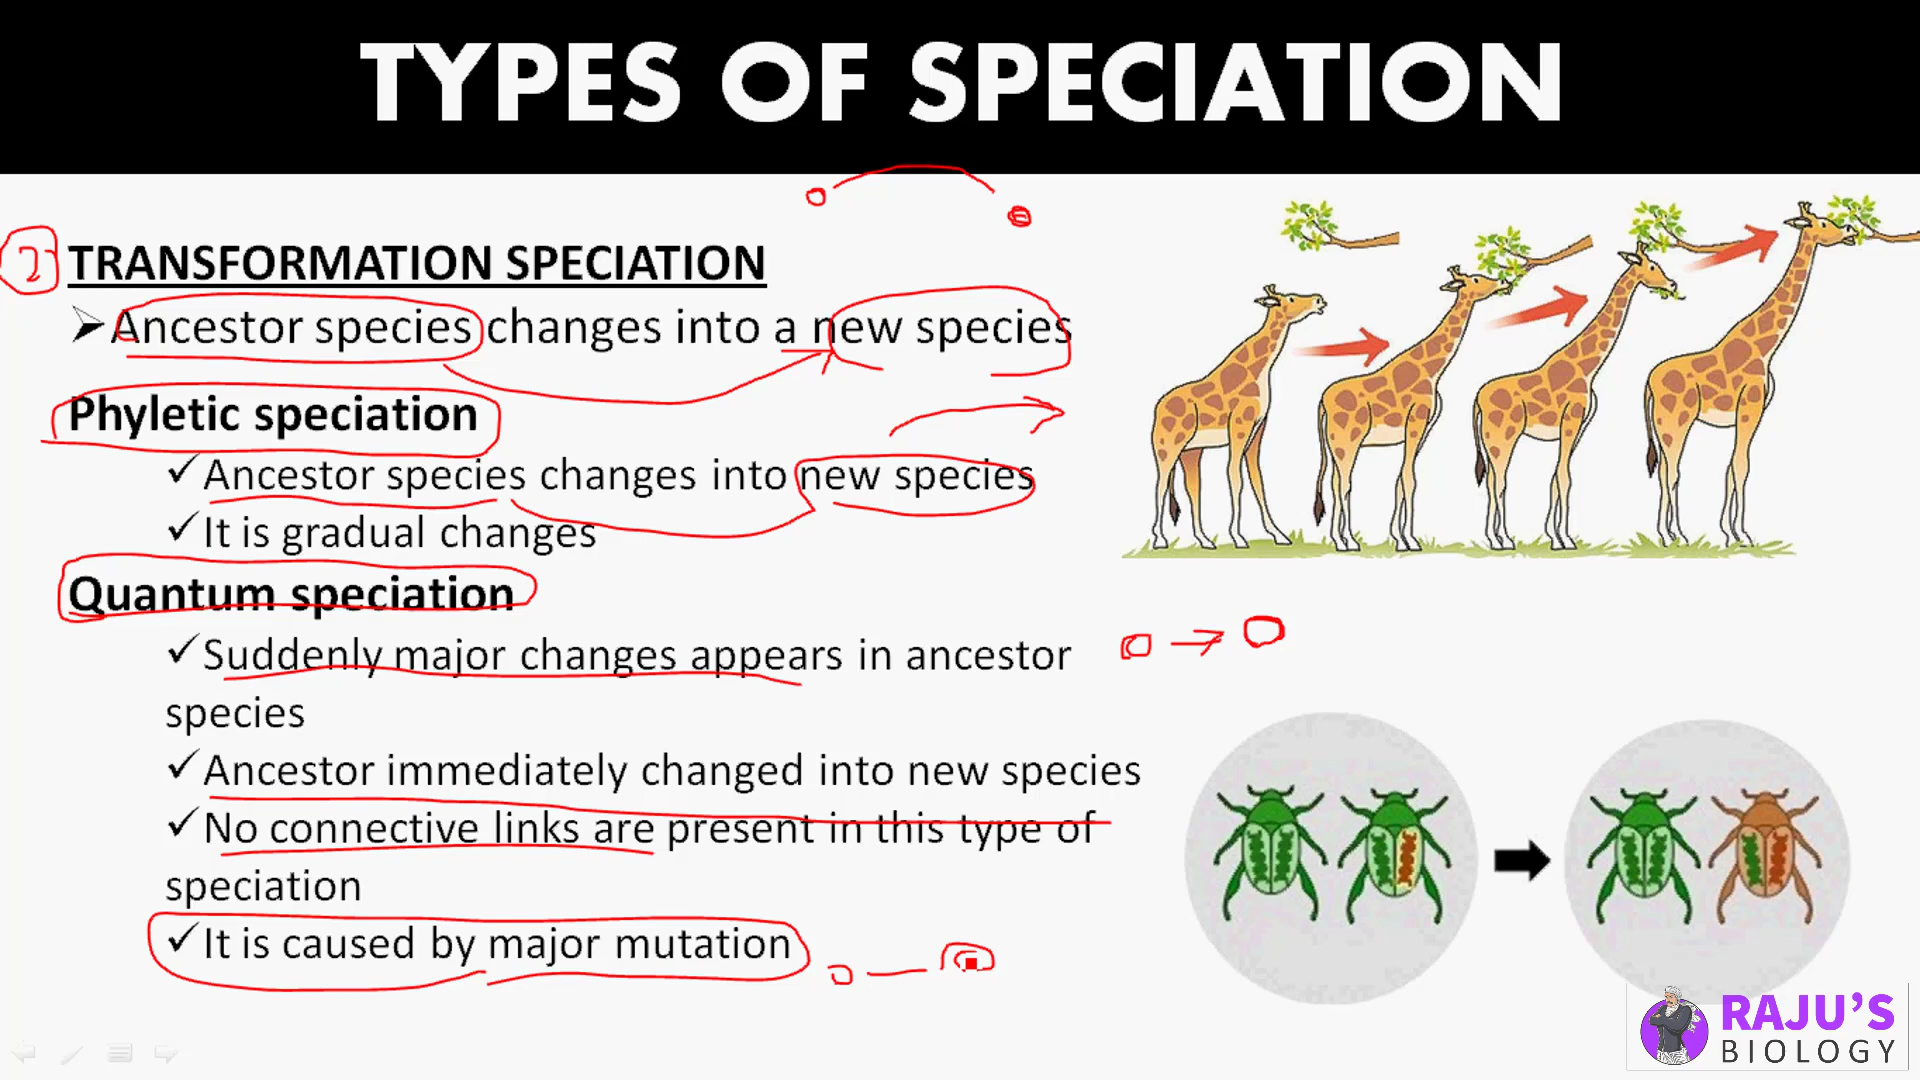 TYPES OF SPECIATION
2 TRANSFORMATION SPECIATION
Ancestor species changes into a new species
Phyletic speciation
Ancestor species changes into new species
It is gradual changes
Quantum speciation
Suddenly major changes appears in ancestor
species
Ancestor immediately changed into new species
No connective links are present in this type of
speciation
It is caused by major mutation
RAJU'S
BIOLOGY